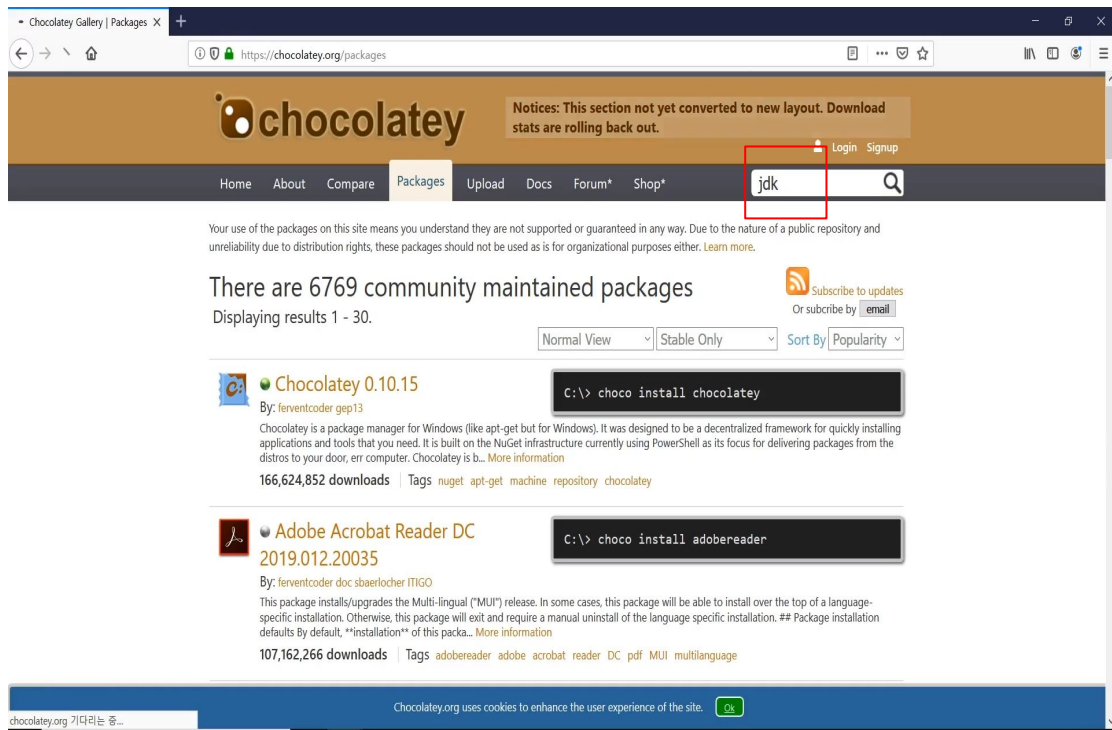 Chocolatey Gallery | Packages
https://chocolatey.org/packages
chocolatey
Notices: This section not yet converted to new layout. Download
stats are rolling back out.
Login Signup
Home About Compare Packages Upload Docs Forum* Shop*
jdk
Your use of the packages on this site means you understand they are not supported or guaranteed in any way. Due to the nature of a public repository and
unreliability due to distribution rights, these packages should not be used as is for organizational purposes either. Learn more.
There are 6769 community maintained packages
Subscribe to updates
Displaying results 1 - 30.
Or subcribe by email
Normal View Stable Only Sort By Popularity
Chocolatey 0.10.15
C:\> choco install chocolatey
By: ferventcoder gep13
Chocolatey is a package manager for Windows (like apt-get but for Windows). It was designed to be a decentralized framework for quickly installing
applications and tools that you need. It is built on the NuGet infrastructure currently using PowerShell as its focus for delivering packages from the
distros to your door, err computer. Chocolatey is b... More information
166,624,852 downloads Tags nuget apt-get machine repository chocolatey
Adobe Acrobat Reader DC
2019.012.20035
C:\> choco install adobereader
By: ferventcoder doc sbaerlocher ITIGO
This package installs/upgrades the Multi-lingual ("MUI") release. In some cases, this package will be able to install over the top of a language-
specific installation. Otherwise, this package will exit and require a manual uninstall of the language specific installation. ## Package installation
defaults By default, **installation** of this packa... More information
107,162,266 downloads Tags adobereader adobe acrobat reader DC pdf MUI multilanguage
Chocolatey.org uses cookies to enhance the user experience of the site. Ok
chocolatey.org 기다리는 중...